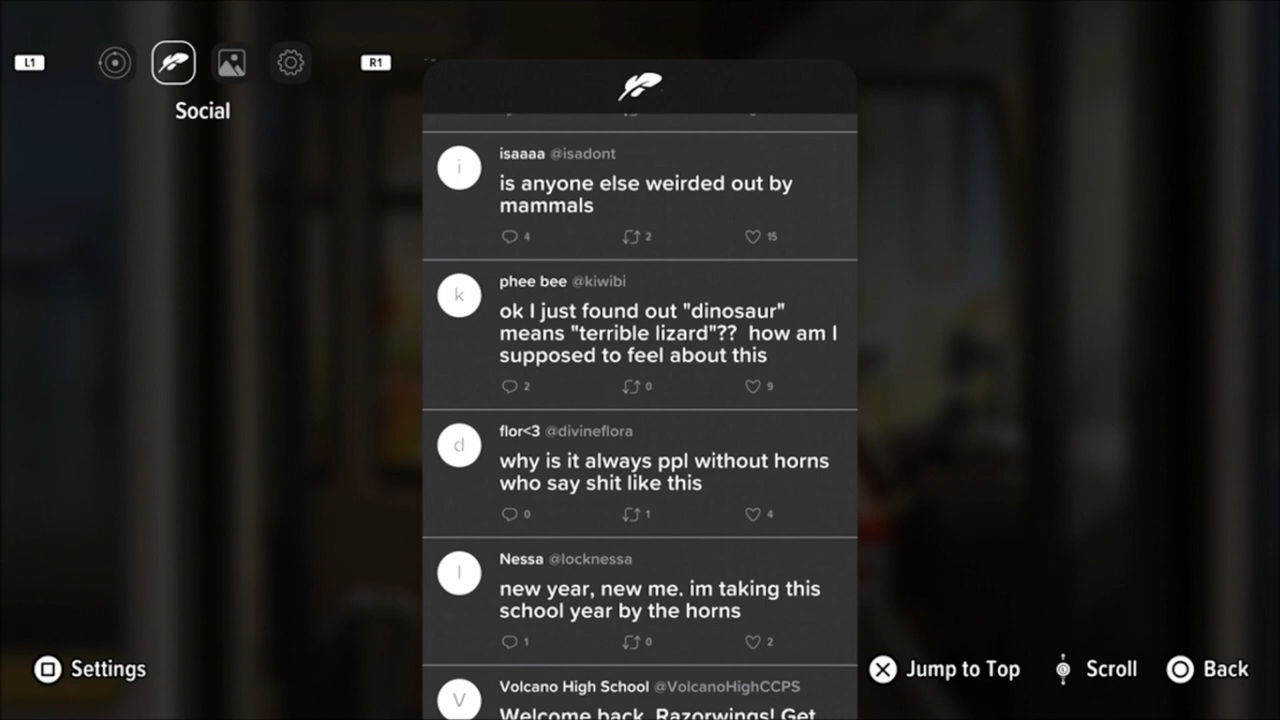 L1
R1
Social
i
isaaaa @isadont
is anyone else weirded out by
mammals
4 2 15
k
phee bee @kiwibi
ok I just found out "dinosaur"
means "terrible lizard"?? how am I
supposed to feel about this
2 0 9
d
flor<3 @divineflora
why is it always ppl without horns
who say shit like this
0 1 4
l
Nessa @locknessa
new year, new me. im taking this
school year by the horns
1 0 2
V
Volcano High School @VolcanoHighCCPS
Welcome back, Razorwings! Get
Settings
Jump to Top
Scroll
Back